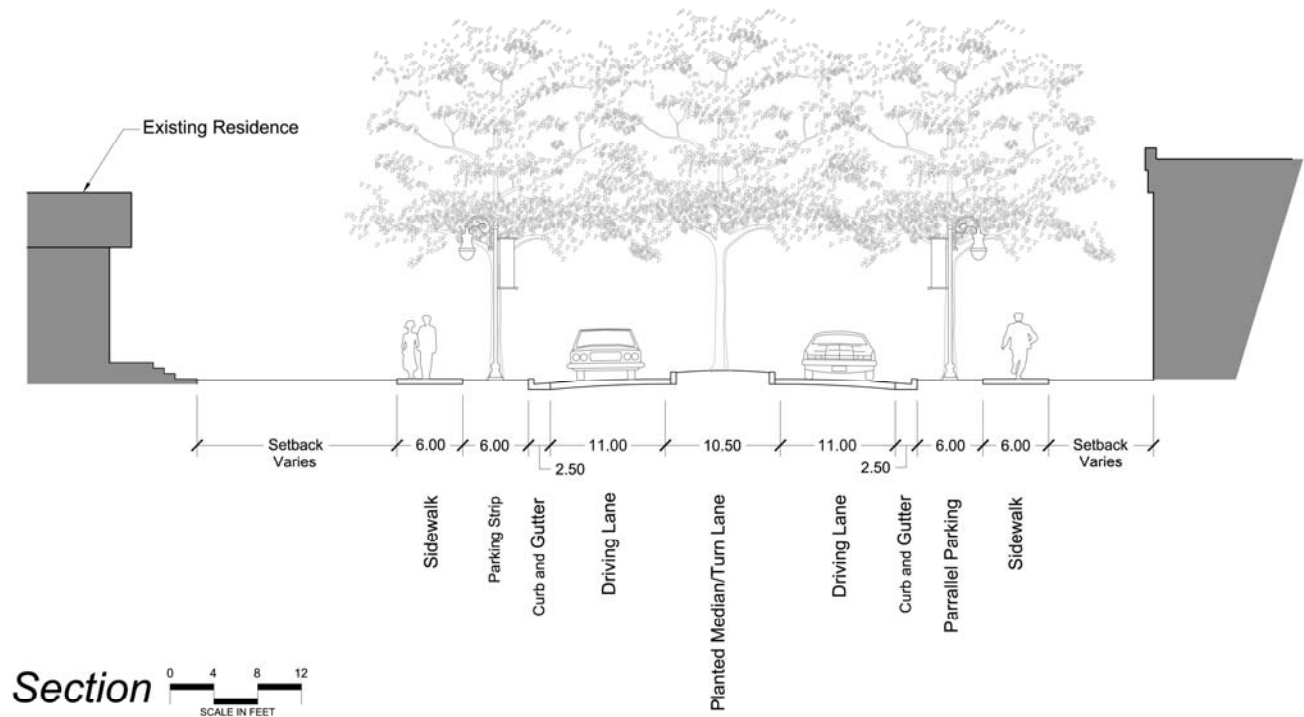 Existing Residence
Setback
Varies
6.00
6.00
2.50
11.00
10.50
11.00
2.50
6.00
6.00
Setback
Varies
Sidewalk
Parking Strip
Curb and Gutter
Driving Lane
Planted Median/Turn Lane
Driving Lane
Curb and Gutter
Parrallel Parking
Sidewalk
Section
0 4 8 12
SCALE IN FEET